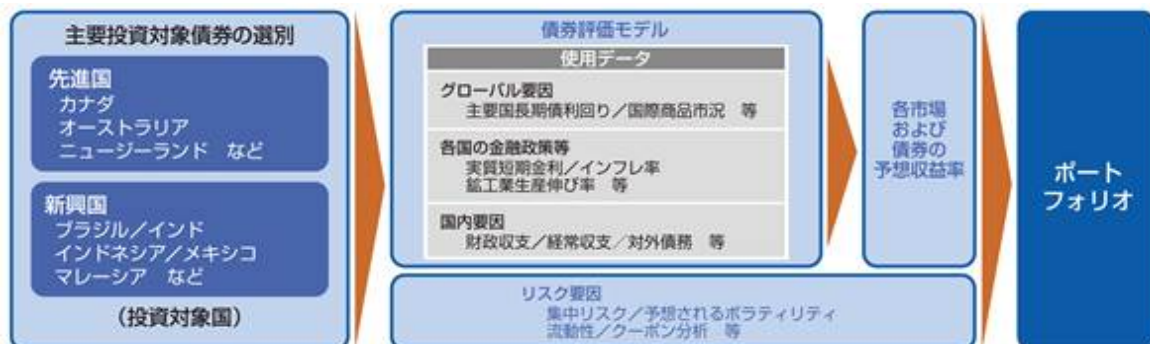 主要投資対象債券の選別
先進国
カナダ
オーストラリア
ニュージーランド など
新興国
ブラジル／インド
インドネシア／メキシコ
マレーシア など
（投資対象国）
債券評価モデル
使用データ
グローバル要因
主要国長期債利回り／国際商品市況 等
各国の金融政策等
実質短期金利／インフレ率
鉱工業生産伸び率 等
国内要因
財政収支／経常収支／対外債務 等
各市場
および
債券の
予想収益率
リスク要因
集中リスク／予想されるボラティリティ
流動性／クーポン分析 等
ポート
フォリオ